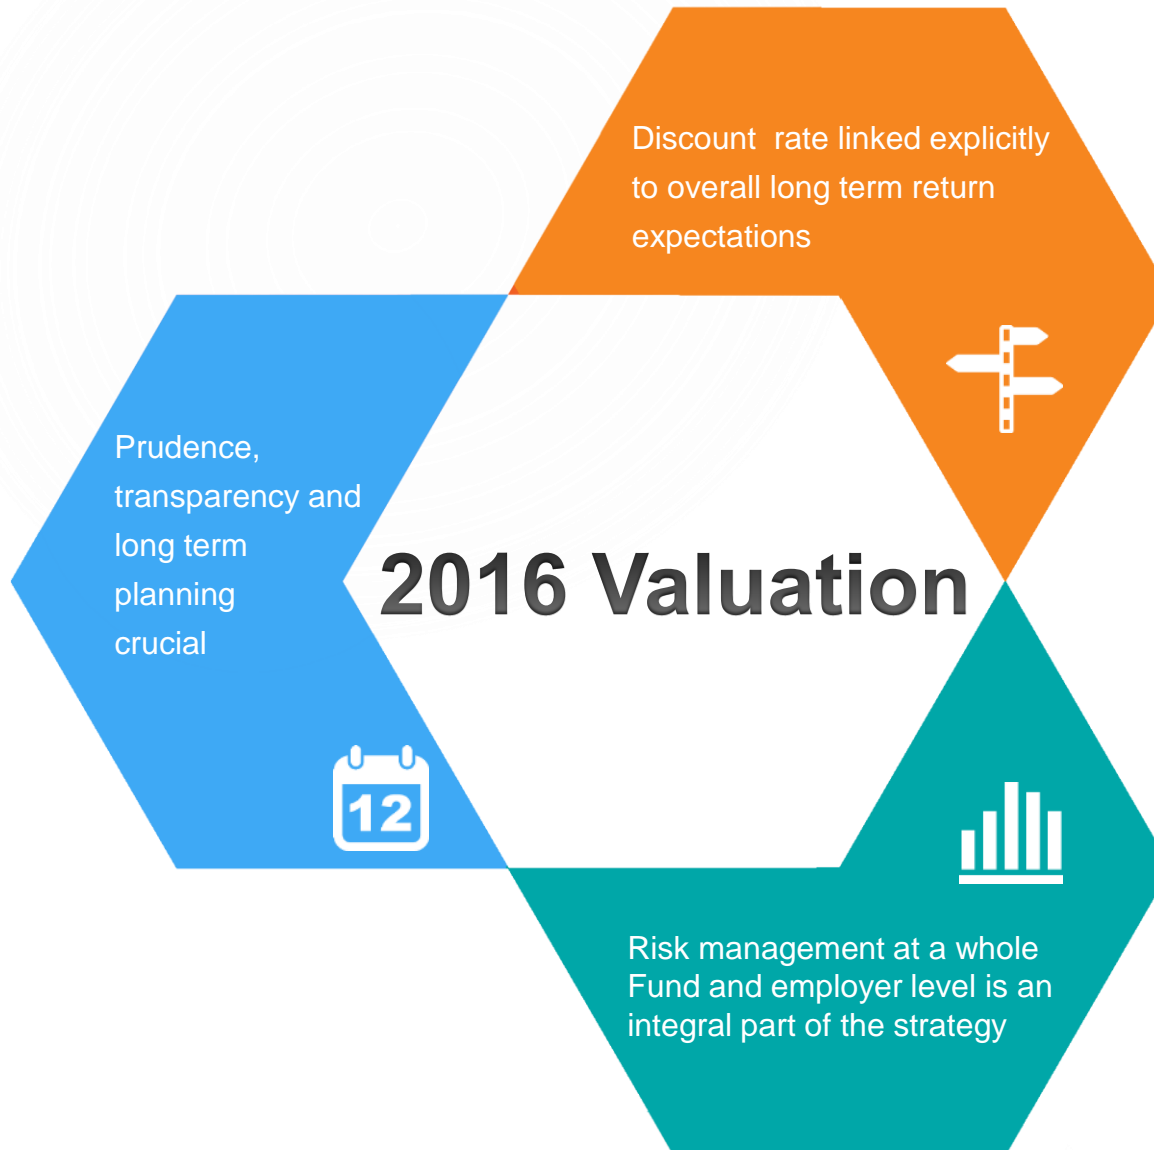 Discount rate linked explicitly
to overall long term return
expectations
Prudence,
transparency and
long term
planning
crucial
2016 Valuation
12
Risk management at a whole
Fund and employer level is an
integral part of the strategy